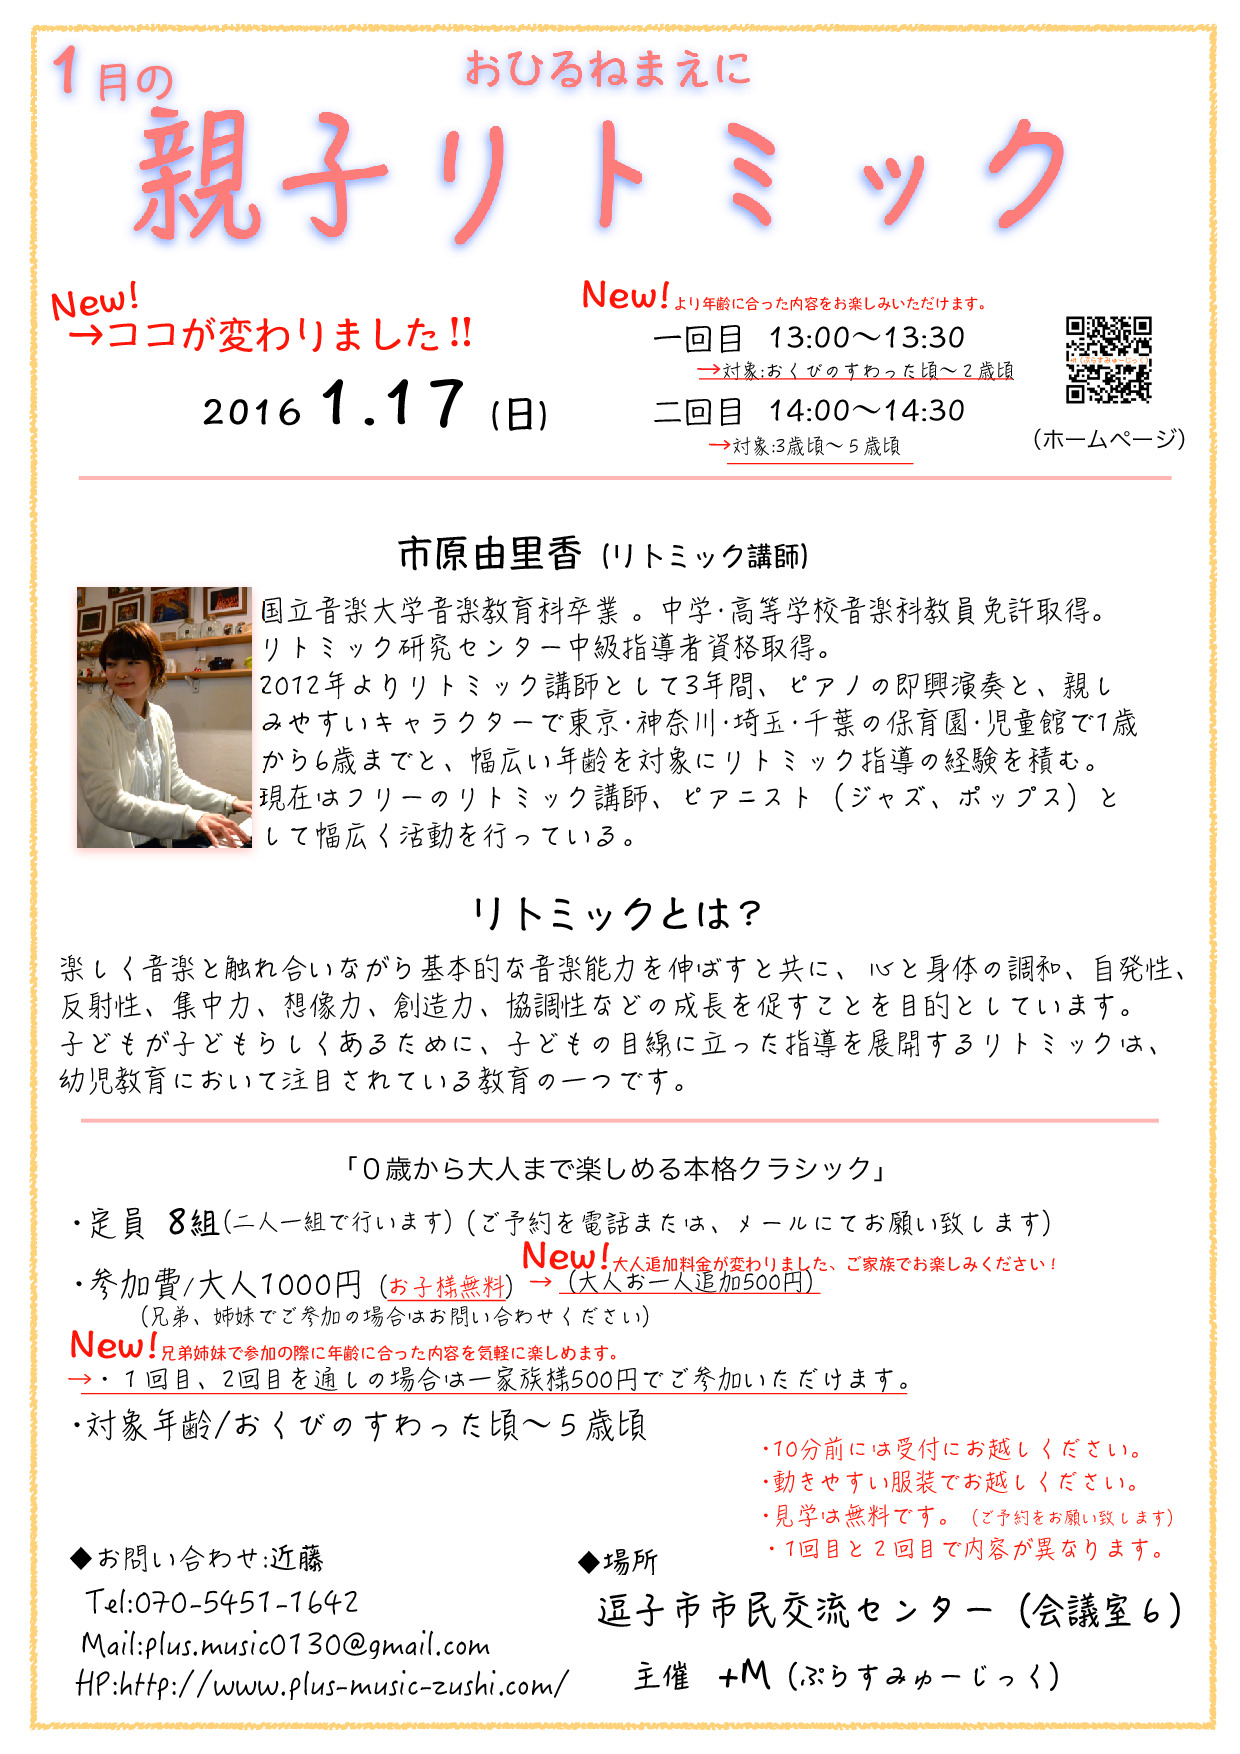 1月の
おひるねまえに
親子リトミック
New!
→ココが変わりました!!
2016 1.17 (日)
New!より年齢に合った内容をお楽しみいただけます。
一回目 13:00〜13:30
→対象:おくびのすわった頃〜2歳頃
二回目 14:00〜14:30
→対象:3歳頃〜5歳頃
+M(ぷらすみゅーじっく)
(ホームページ)
市原由里香 (リトミック講師)
国立音楽大学音楽教育科卒業。中学・高等学校音楽科教員免許取得。
リトミック研究センター中級指導者資格取得。
2012年よりリトミック講師として3年間、ピアノの即興演奏と、親し
みやすいキャラクターで東京・神奈川・埼玉・千葉の保育園・児童館で1歳
から6歳までと、幅広い年齢を対象にリトミック指導の経験を積む。
現在はフリーのリトミック講師、ピアニスト(ジャズ、ポップス)と
して幅広く活動を行っている。
リトミックとは?
楽しく音楽と触れ合いながら基本的な音楽能力を伸ばすと共に、心と身体の調和、自発性、
反射性、集中力、想像力、創造力、協調性などの成長を促すことを目的としています。
子どもが子どもらしくあるために、子どもの目線に立った指導を展開するリトミックは、
幼児教育において注目されている教育の一つです。
「0歳から大人まで楽しめる本格クラシック」
・定員 8組(二人一組で行います)(ご予約を電話または、メールにてお願い致します)
New!大人追加料金が変わりました、ご家族でお楽しみください!
・参加費/大人1000円 (お子様無料) → (大人お一人追加500円)
(兄弟、姉妹でご参加の場合はお問い合わせください)
New!兄弟姉妹で参加の際に年齢に合った内容を気軽に楽しめます。
→・1回目、2回目を通しの場合は一家族様500円でご参加いただけます。
・対象年齢/おくびのすわった頃〜5歳頃
・10分前には受付にお越しください。
・動きやすい服装でお越しください。
・見学は無料です。(ご予約をお願い致します)
・1回目と2回目で内容が異なります。
◆お問い合わせ:近藤
Tel:070-5451-1642
Mail:plus.music0130@gmail.com
HP:http://www.plus-music-zushi.com/
◆場所
逗子市市民交流センター(会議室6)
主催 +M(ぷらすみゅーじっく)